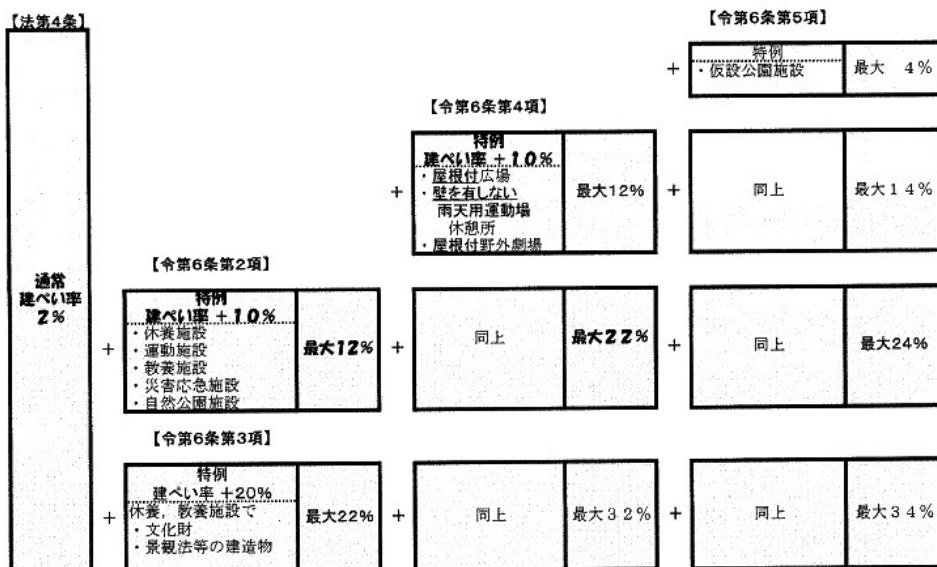 【法第4条】
通常
建ぺい率
2%
【令第6条第5項】
+
特例
・仮設公園施設
最大 4%
【令第6条第4項】
+
特例
建ぺい率 +10%
・屋根付広場
・壁を有しない
雨天用運動場
休憩所
・屋根付野外劇場
最大12%
+
同上
最大14%
【令第6条第2項】
+
特例
建ぺい率 +10%
・休養施設
・運動施設
・教養施設
・災害応急施設
・自然公園施設
最大12%
+
同上
最大22%
+
同上
最大24%
【令第6条第3項】
+
特例
建ぺい率 +20%
休養，教養施設で
・文化財
・景観法等の建造物
最大22%
+
同上
最大32%
+
同上
最大34%